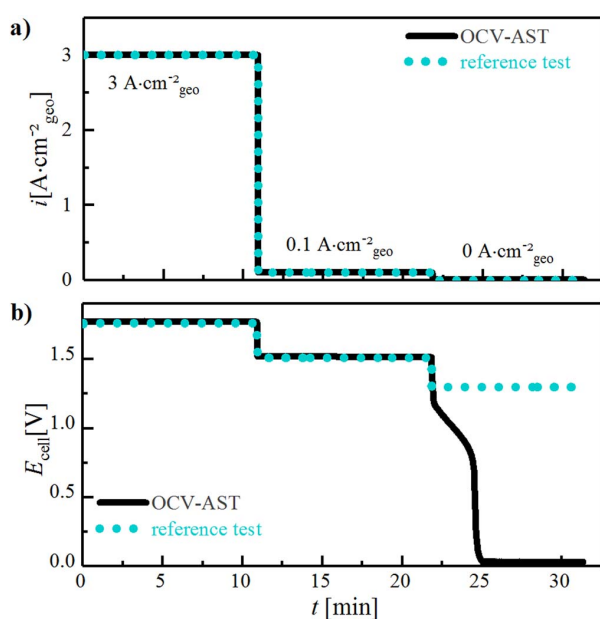 a)
OCV-AST
reference test
3
2
1
0
i[A·cm⁻²geo]
3 A·cm⁻²geo
0.1 A·cm⁻²geo
0 A·cm⁻²geo
b)
1.5
1.0
0.5
0.0
Ecell[V]
OCV-AST
reference test
0 5 10 15 20 25 30
t [min]